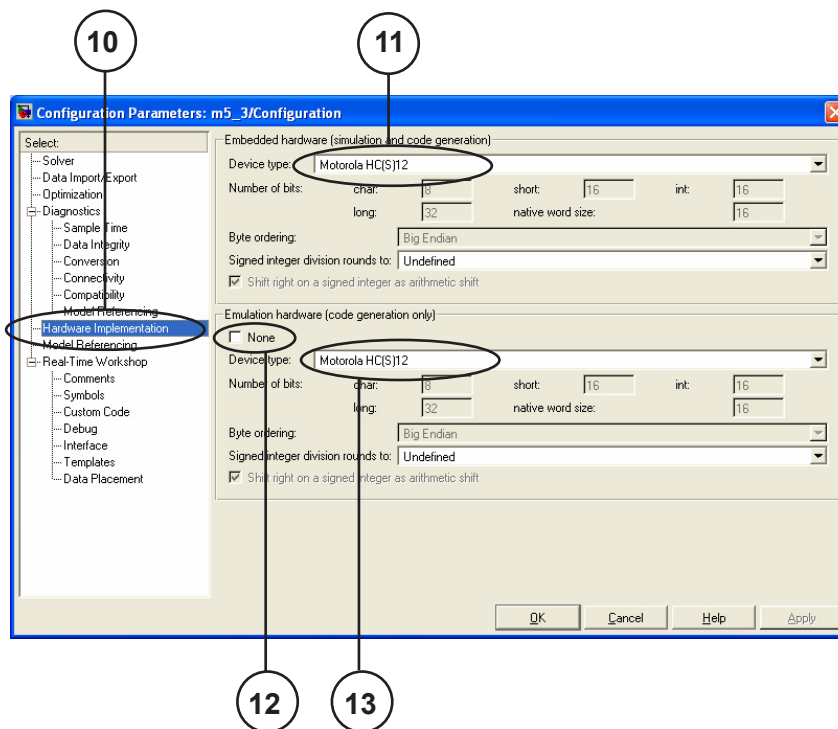 10
11
Configuration Parameters: m5_3/Configuration
Select:
Solver
Data Import/Export
Optimization
Diagnostics
Sample Time
Data Integrity
Conversion
Connectivity
Compatibility
Model Referencing
Hardware Implementation
Model Referencing
Real-Time Workshop
Comments
Symbols
Custom Code
Debug
Interface
Templates
Data Placement
Embedded hardware (simulation and code generation)
Device type: Motorola HC(S)12
Number of bits: char: 8 short: 16 int: 16
long: 32 native word size: 16
Byte ordering: Big Endian
Signed integer division rounds to: Undefined
Shift right on a signed integer as arithmetic shift
Emulation hardware (code generation only)
None
Device type: Motorola HC(S)12
Number of bits: char: 8 short: 16 int: 16
long: 32 native word size: 16
Byte ordering: Big Endian
Signed integer division rounds to: Undefined
Shift right on a signed integer as arithmetic shift
OK Cancel Help Apply
12
13